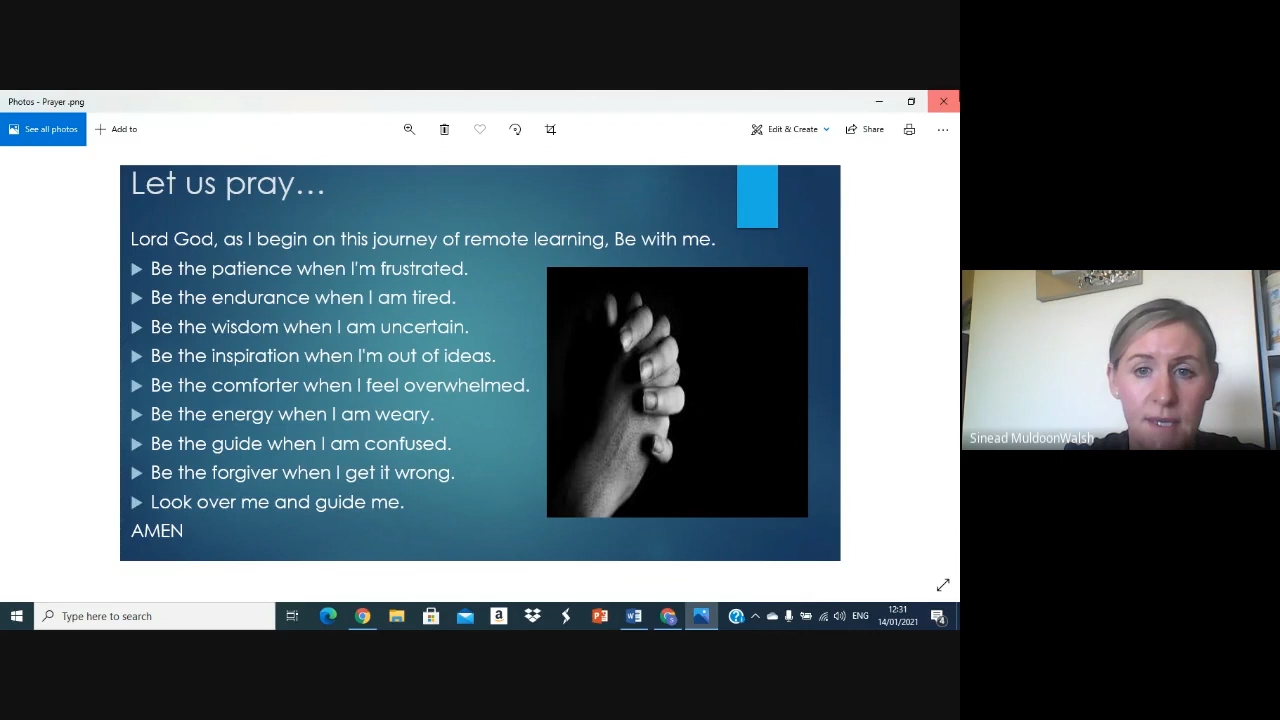 Photos - Prayer .png
See all photos
Add to
Edit & Create
Share
Let us pray...
Lord God, as I begin on this journey of remote learning, Be with me.
Be the patience when I'm frustrated.
Be the endurance when I am tired.
Be the wisdom when I am uncertain.
Be the inspiration when I'm out of ideas.
Be the comforter when I feel overwhelmed.
Be the energy when I am weary.
Be the guide when I am confused.
Be the forgiver when I get it wrong.
Look over me and guide me.
AMEN
Sinead MuldoonWalsh
Type here to search
ENG
12:31
14/01/2021
4